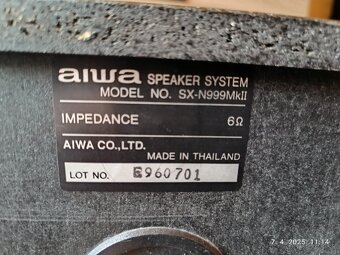 aiwa SPEAKER SYSTEM
MODEL NO. SX-N999MkII
IMPEDANCE 6Ω
AIWA CO., LTD.
MADE IN THAILAND
LOT NO. G960701
7. 4. 2025 11:14